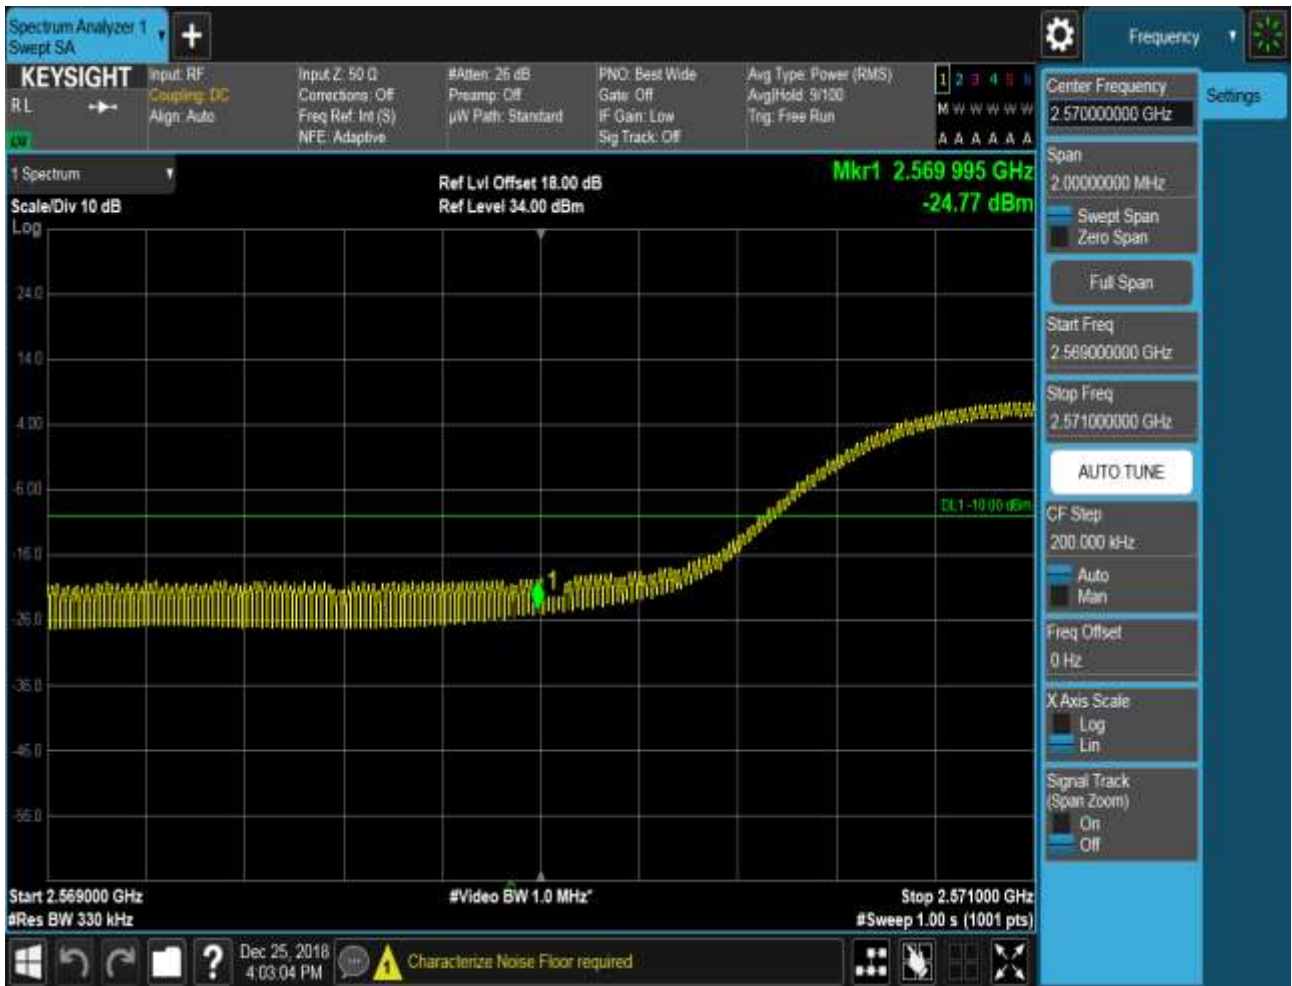 Spectrum Analyzer 1
Swept SA
Frequency
KEYSIGHT
RL
Input: RF
Coupling: DC
Align: Auto
Input Z: 50 Ω
Corrections: Off
Freq Ref: Int (S)
NFE: Adaptive
#Atten: 26 dB
Preamp: Off
µW Path: Standard
PNO: Best Wide
Gate: Off
IF Gain: Low
Sig Track: Off
Avg Type: Power (RMS)
Avg|Hold: 9/100
Trig: Free Run
1 2 3 4 5 6
M W W W W W
A A A A A A
Center Frequency
2.570000000 GHz
Settings
Span
2.00000000 MHz
Swept Span
Zero Span
Full Span
Start Freq
2.569000000 GHz
Stop Freq
2.571000000 GHz
AUTO TUNE
CF Step
200.000 kHz
Auto
Man
Freq Offset
0 Hz
X Axis Scale
Log
Lin
Signal Track
(Span Zoom)
On
Off
1 Spectrum
Scale/Div 10 dB
Log
Ref Lvl Offset 18.00 dB
Ref Level 34.00 dBm
Mkr1 2.569 995 GHz
-24.77 dBm
24.0
14.0
4.00
-6.00
DL1 -10.00 dBm
-16.0
1
-26.0
-36.0
-46.0
-56.0
Start 2.569000 GHz
#Video BW 1.0 MHz*
Stop 2.571000 GHz
#Res BW 330 kHz
#Sweep 1.00 s (1001 pts)
?
Dec 25, 2018
4:03:04 PM
1
Characterize Noise Floor required